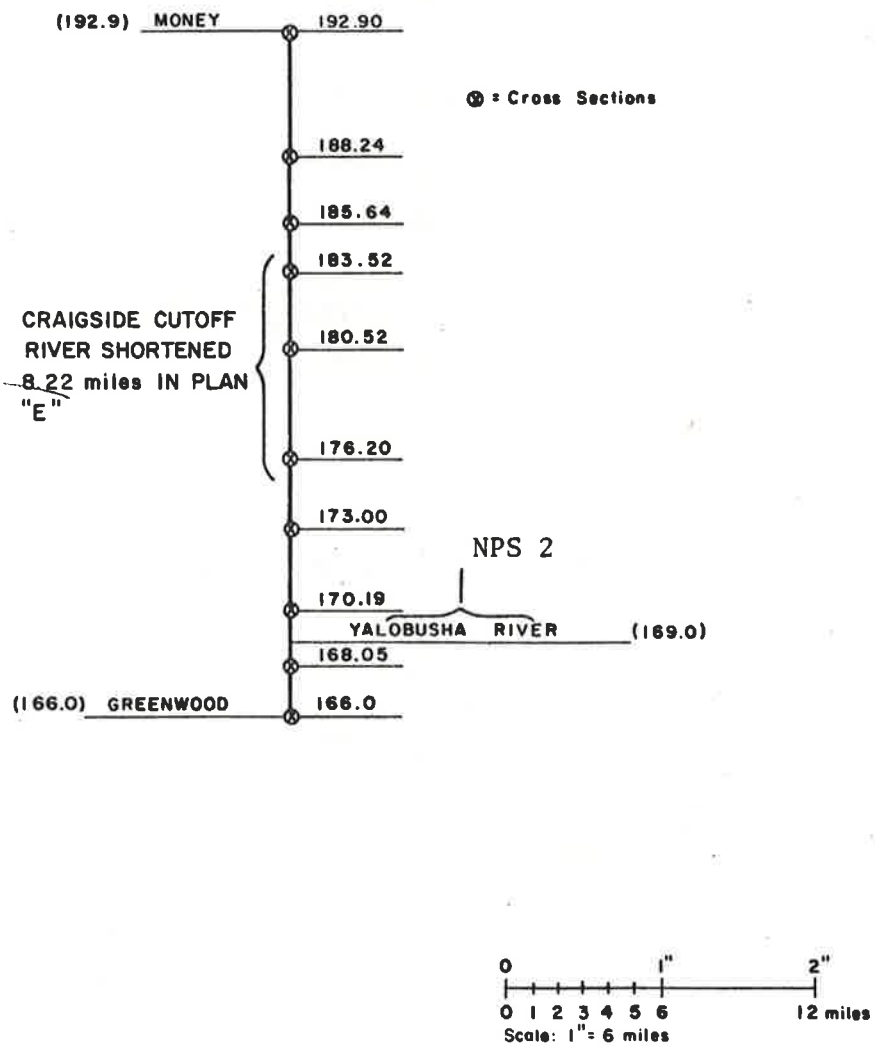 (192.9) MONEY 192.90
⊗ = Cross Sections
188.24
185.64
183.52
CRAIGSIDE CUTOFF
RIVER SHORTENED
8.22 miles IN PLAN
"E"
180.52
176.20
173.00
NPS 2
170.19
YALOBUSHA RIVER (169.0)
168.05
(166.0) GREENWOOD 166.0
0 1" 2"
0 1 2 3 4 5 6 12 miles
Scale: 1" = 6 miles